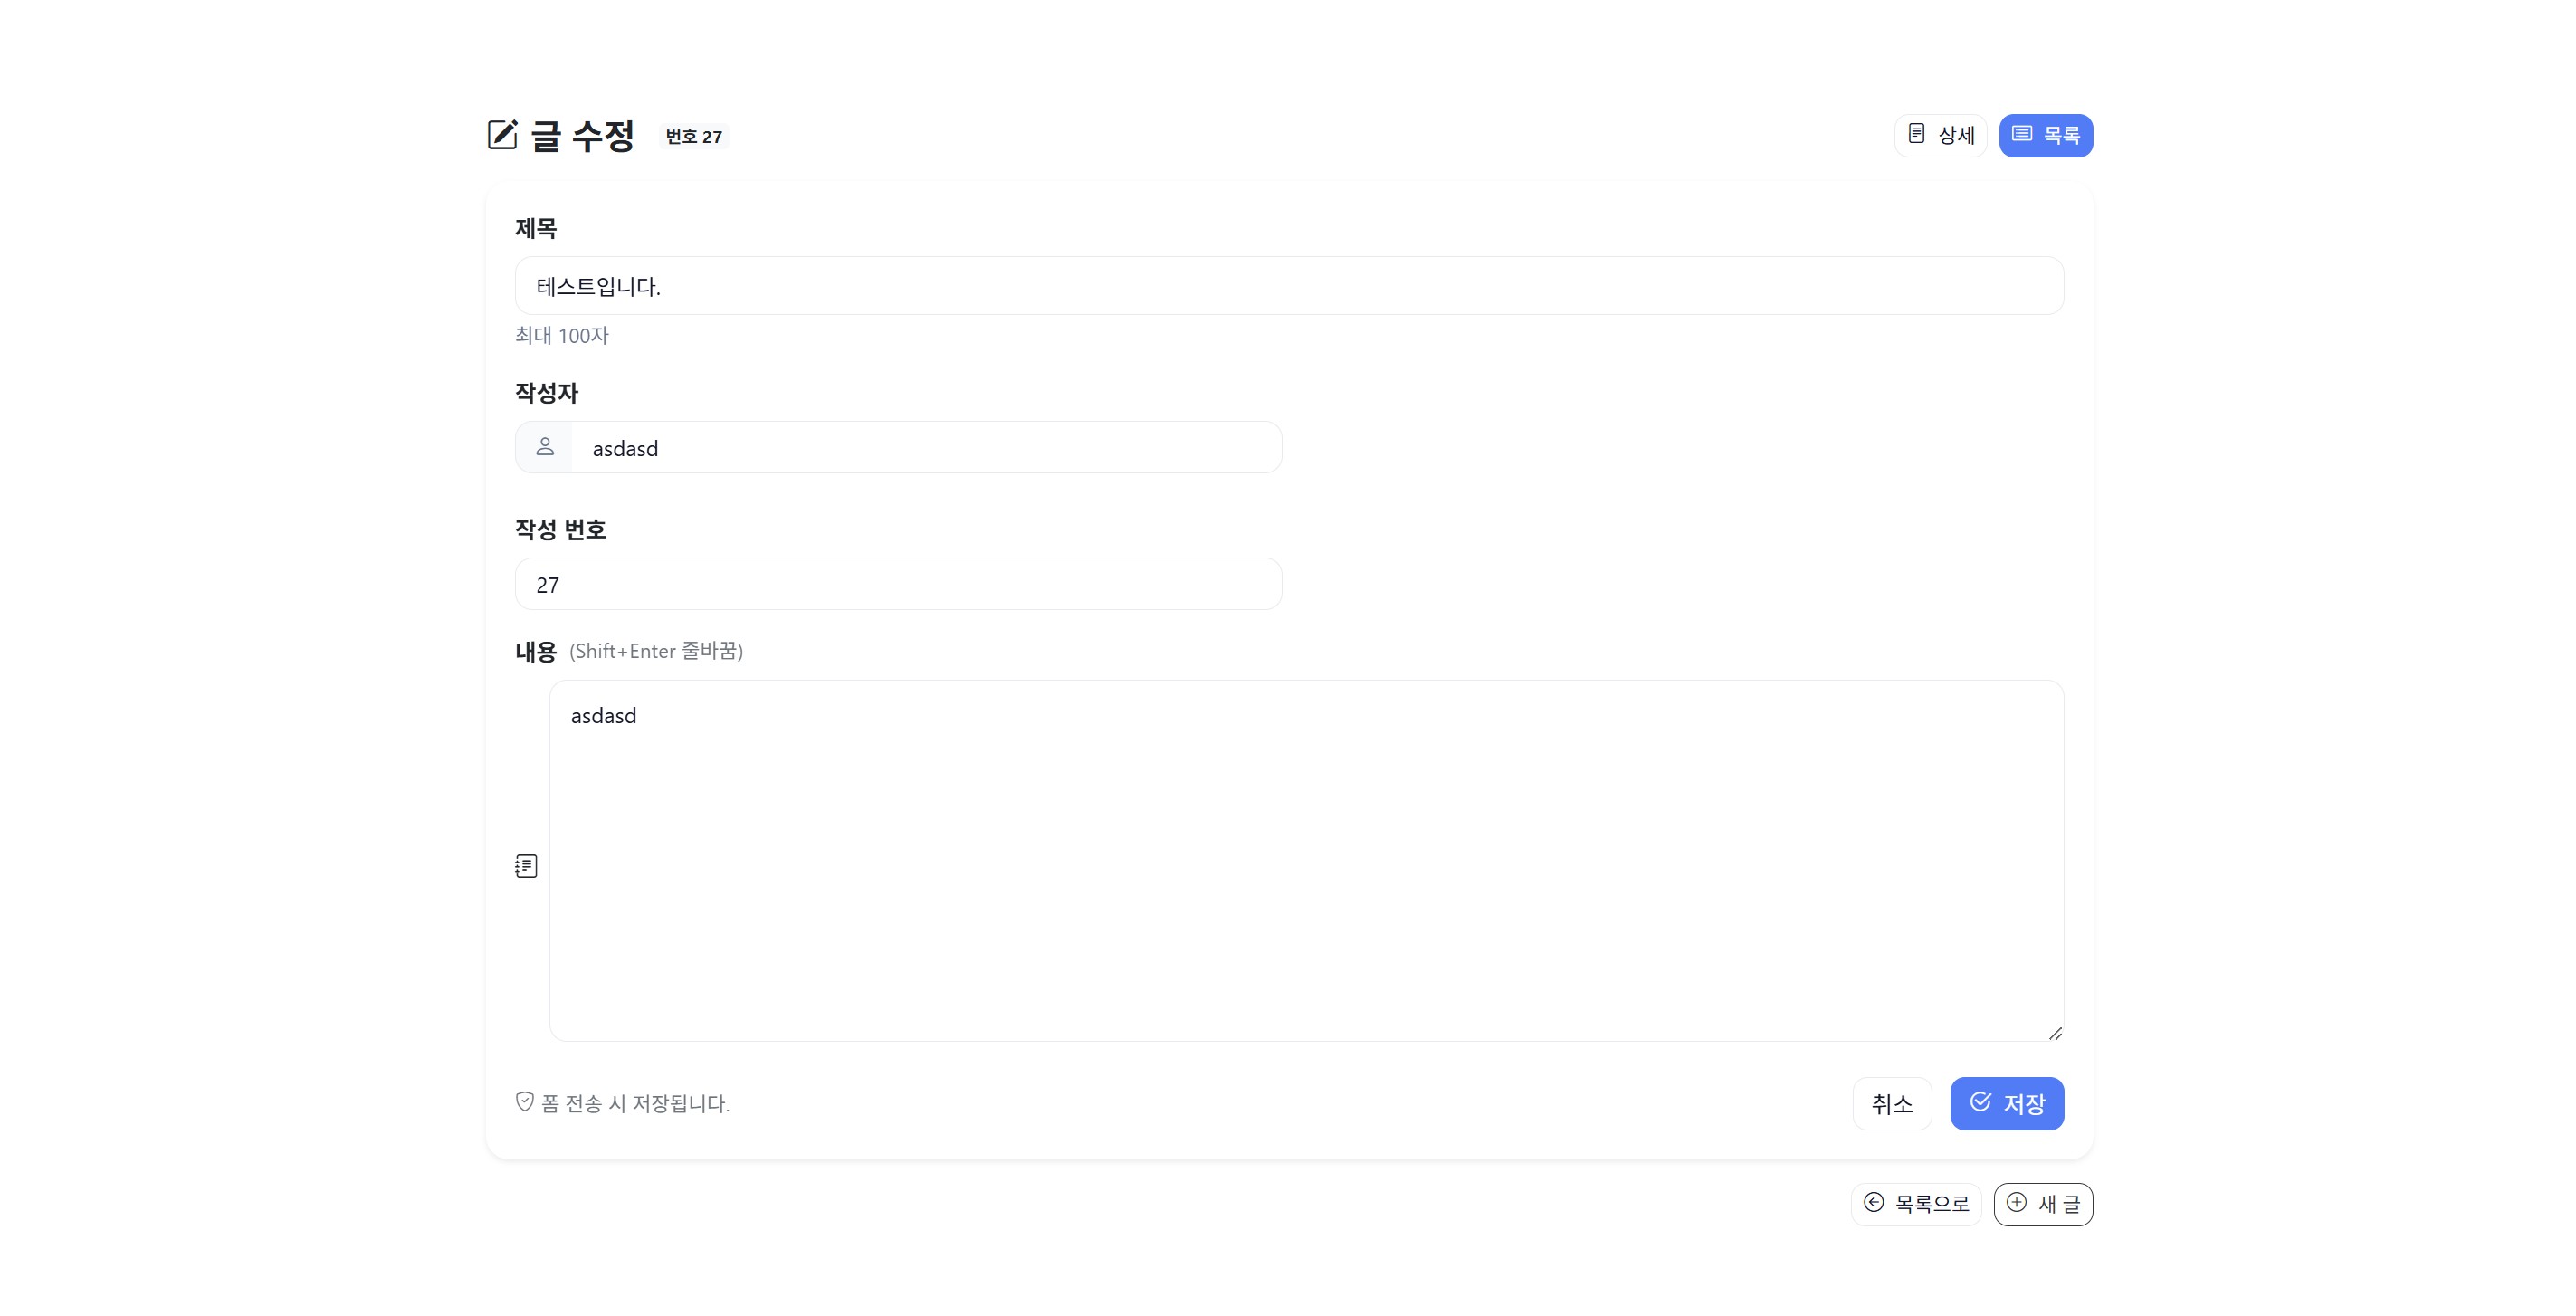 글 수정 번호 27 상세 목록
제목
테스트입니다.
최대 100자
작성자
asdasd
작성 번호
27
내용 (Shift+Enter 줄바꿈)
asdasd
폼 전송 시 저장됩니다. 취소 저장
목록으로 새 글